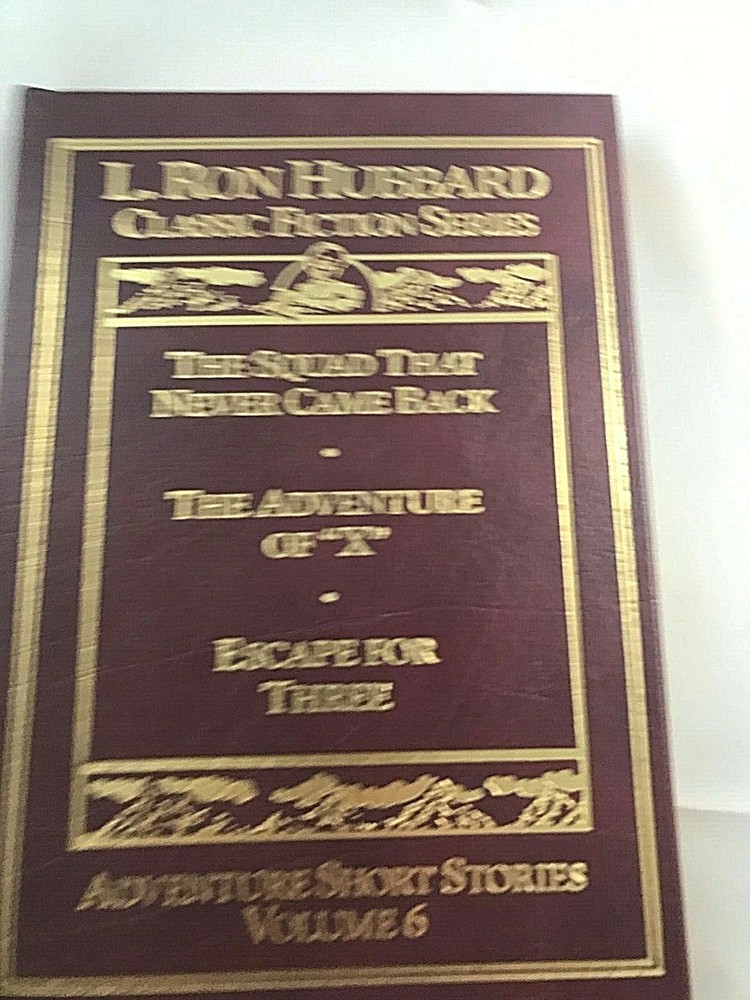 L. RON HUBBARD
CLASSIC FICTION SERIES
THE SQUAD THAT
NEVER CAME BACK
-
THE ADVENTURE
OF "X"
-
ESCAPE FOR
THREE
ADVENTURE SHORT STORIES
VOLUME 6